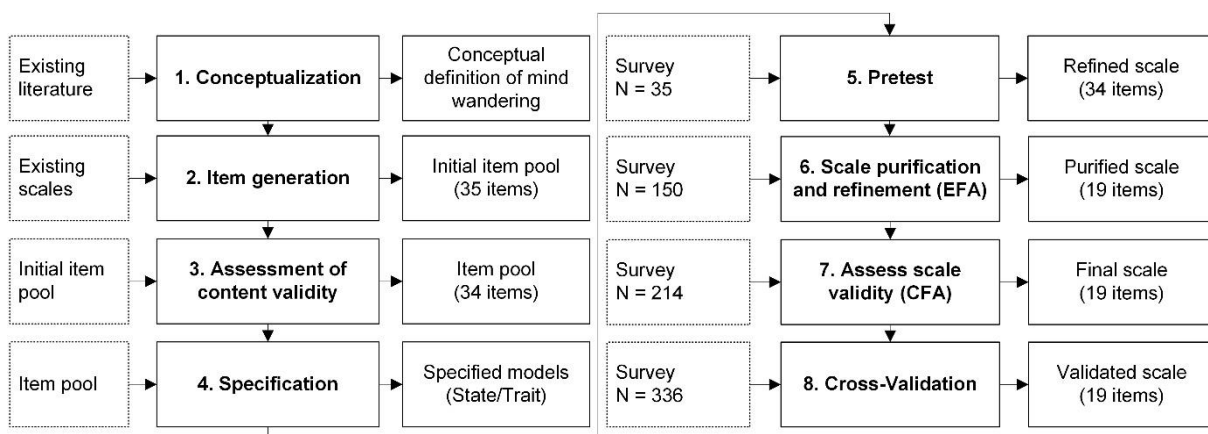 Existing
literature
1. Conceptualization
Conceptual
definition of mind
wandering
Existing
scales
2. Item generation
Initial item pool
(35 items)
Initial item
pool
3. Assessment of
content validity
Item pool
(34 items)
Item pool
4. Specification
Specified models
(State/Trait)
Survey
N = 35
5. Pretest
Refined scale
(34 items)
Survey
N = 150
6. Scale purification
and refinement (EFA)
Purified scale
(19 items)
Survey
N = 214
7. Assess scale
validity (CFA)
Final scale
(19 items)
Survey
N = 336
8. Cross-Validation
Validated scale
(19 items)